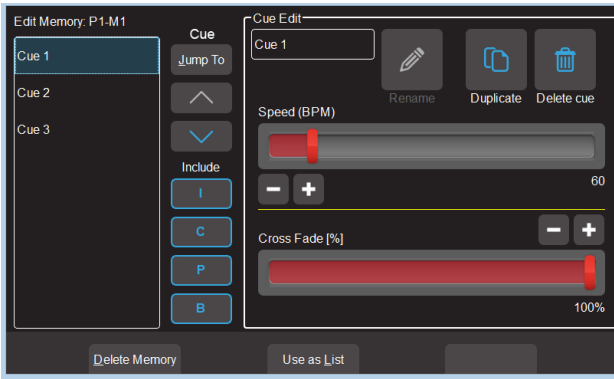 Edit Memory: P1-M1
Cue 1
Cue 2
Cue 3
Cue
Jump To
Include
I
C
P
B
Cue Edit
Cue 1
Rename
Duplicate
Delete cue
Speed (BPM)
60
Cross Fade [%]
100%
Delete Memory
Use as List